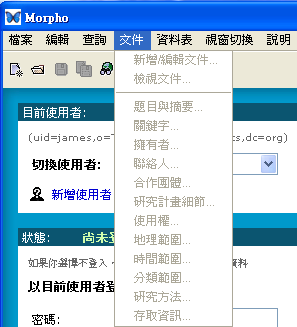 Morpho
檔案 編輯 查詢 文件 資料表 視窗切換 說明
新增/編輯文件...
檢視文件...
題目與摘要...
關鍵字...
擁有者...
聯絡人...
合作團體...
研究計畫細節...
使用權...
地理範圍...
時間範圍...
分類範圍...
研究方法...
存取資訊...
目前使用者:
(uid=james,o=
cs,dc=org)
切換使用者:
新增使用者
狀態: 尚未登
如果你選擇不登入，
資料
以目前使用者登
密碼: